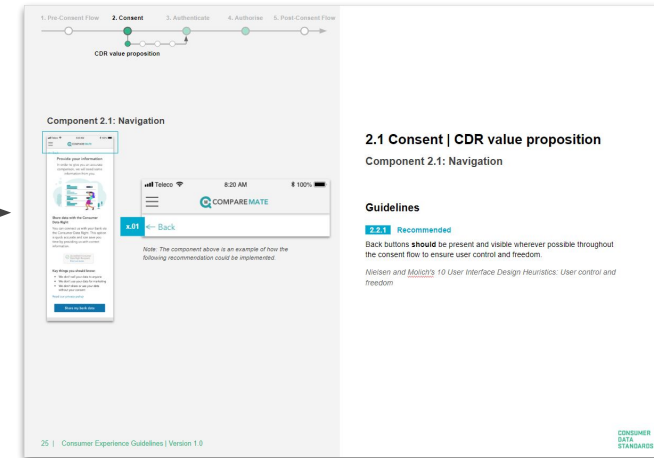 1. Pre-Consent Flow 2. Consent 3. Authenticate 4. Authorise 5. Post-Consent Flow
CDR value proposition
Component 2.1: Navigation
Provide your information
Share data with the Consumer
Data Right
Key things you should know:
Share my bank data
Teleco 8:20 AM 100%
COMPARE MATE
x.01 ← Back
Note: The component above is an example of how the
following recommendation could be implemented.
2.1 Consent | CDR value proposition
Component 2.1: Navigation
Guidelines
2.2.1 Recommended
Back buttons should be present and visible wherever possible throughout
the consent flow to ensure user control and freedom.
Nielsen and Molich's 10 User Interface Design Heuristics: User control and
freedom
25 | Consumer Experience Guidelines | Version 1.0
CONSUMER
DATA
STANDARDS